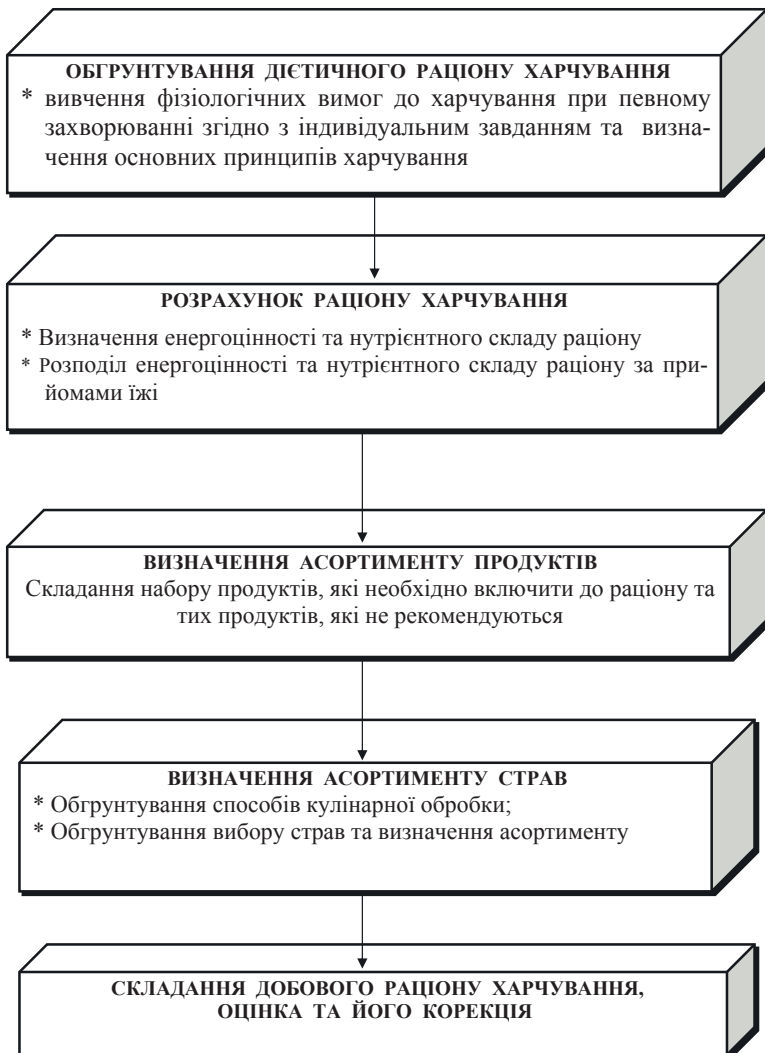 ОБГРУНТУВАННЯ ДІЄТИЧНОГО РАЦІОНУ ХАРЧУВАННЯ
* вивчення фізіологічних вимог до харчування при певному
захворюванні згідно з індивідуальним завданням та визна-
чення основних принципів харчування
РОЗРАХУНОК РАЦІОНУ ХАРЧУВАННЯ
* Визначення енергоцінності та нутрієнтного складу раціону
* Розподіл енергоцінності та нутрієнтного складу раціону за при-
йомами їжі
ВИЗНАЧЕННЯ АСОРТИМЕНТУ ПРОДУКТІВ
Складання набору продуктів, які необхідно включити до раціону та
тих продуктів, які не рекомендуються
ВИЗНАЧЕННЯ АСОРТИМЕНТУ СТРАВ
* Обгрунтування способів кулінарної обробки;
* Обгрунтування вибору страв та визначення асортименту
СКЛАДАННЯ ДОБОВОГО РАЦІОНУ ХАРЧУВАННЯ,
ОЦІНКА ТА ЙОГО КОРЕКЦІЯ